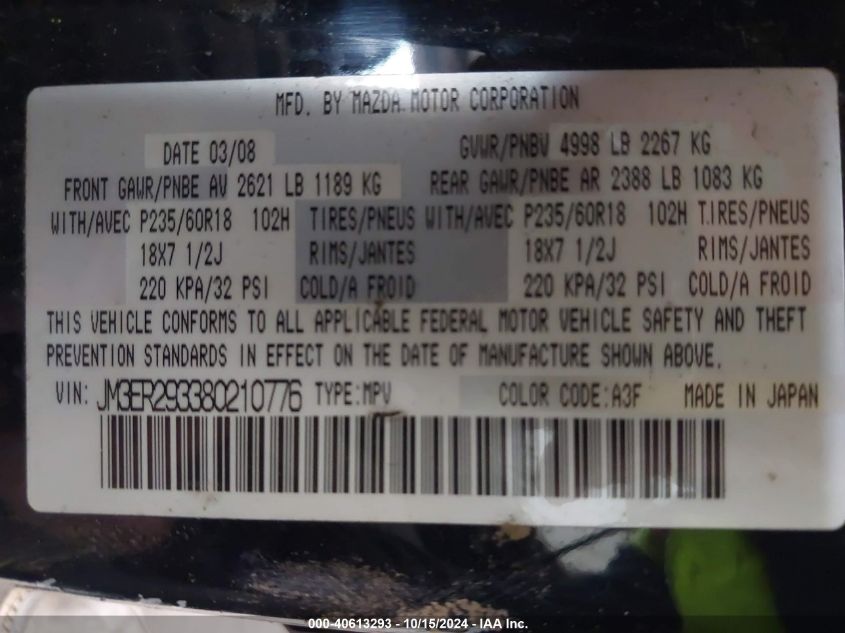 MFD. BY MAZDA MOTOR CORPORATION
DATE 03/08 GVWR/PNBV 4998 LB 2267 KG
FRONT GAWR/PNBE AV 2621 LB 1189 KG REAR GAWR/PNBE AR 2388 LB 1083 KG
WITH/AVEC P235/60R18 102H TIRES/PNEUS WITH/AVEC P235/60R18 102H TIRES/PNEUS
18X7 1/2J RIMS/JANTES 18X7 1/2J RIMS/JANTES
220 KPA/32 PSI COLD/A FROID 220 KPA/32 PSI COLD/A FROID
THIS VEHICLE CONFORMS TO ALL APPLICABLE FEDERAL MOTOR VEHICLE SAFETY AND THEFT
PREVENTION STANDARDS IN EFFECT ON THE DATE OF MANUFACTURE SHOWN ABOVE.
VIN: JM3ER293380210776 TYPE:MPV COLOR CODE:A3F MADE IN JAPAN
000-40613293 - 10/15/2024 - IAA Inc.